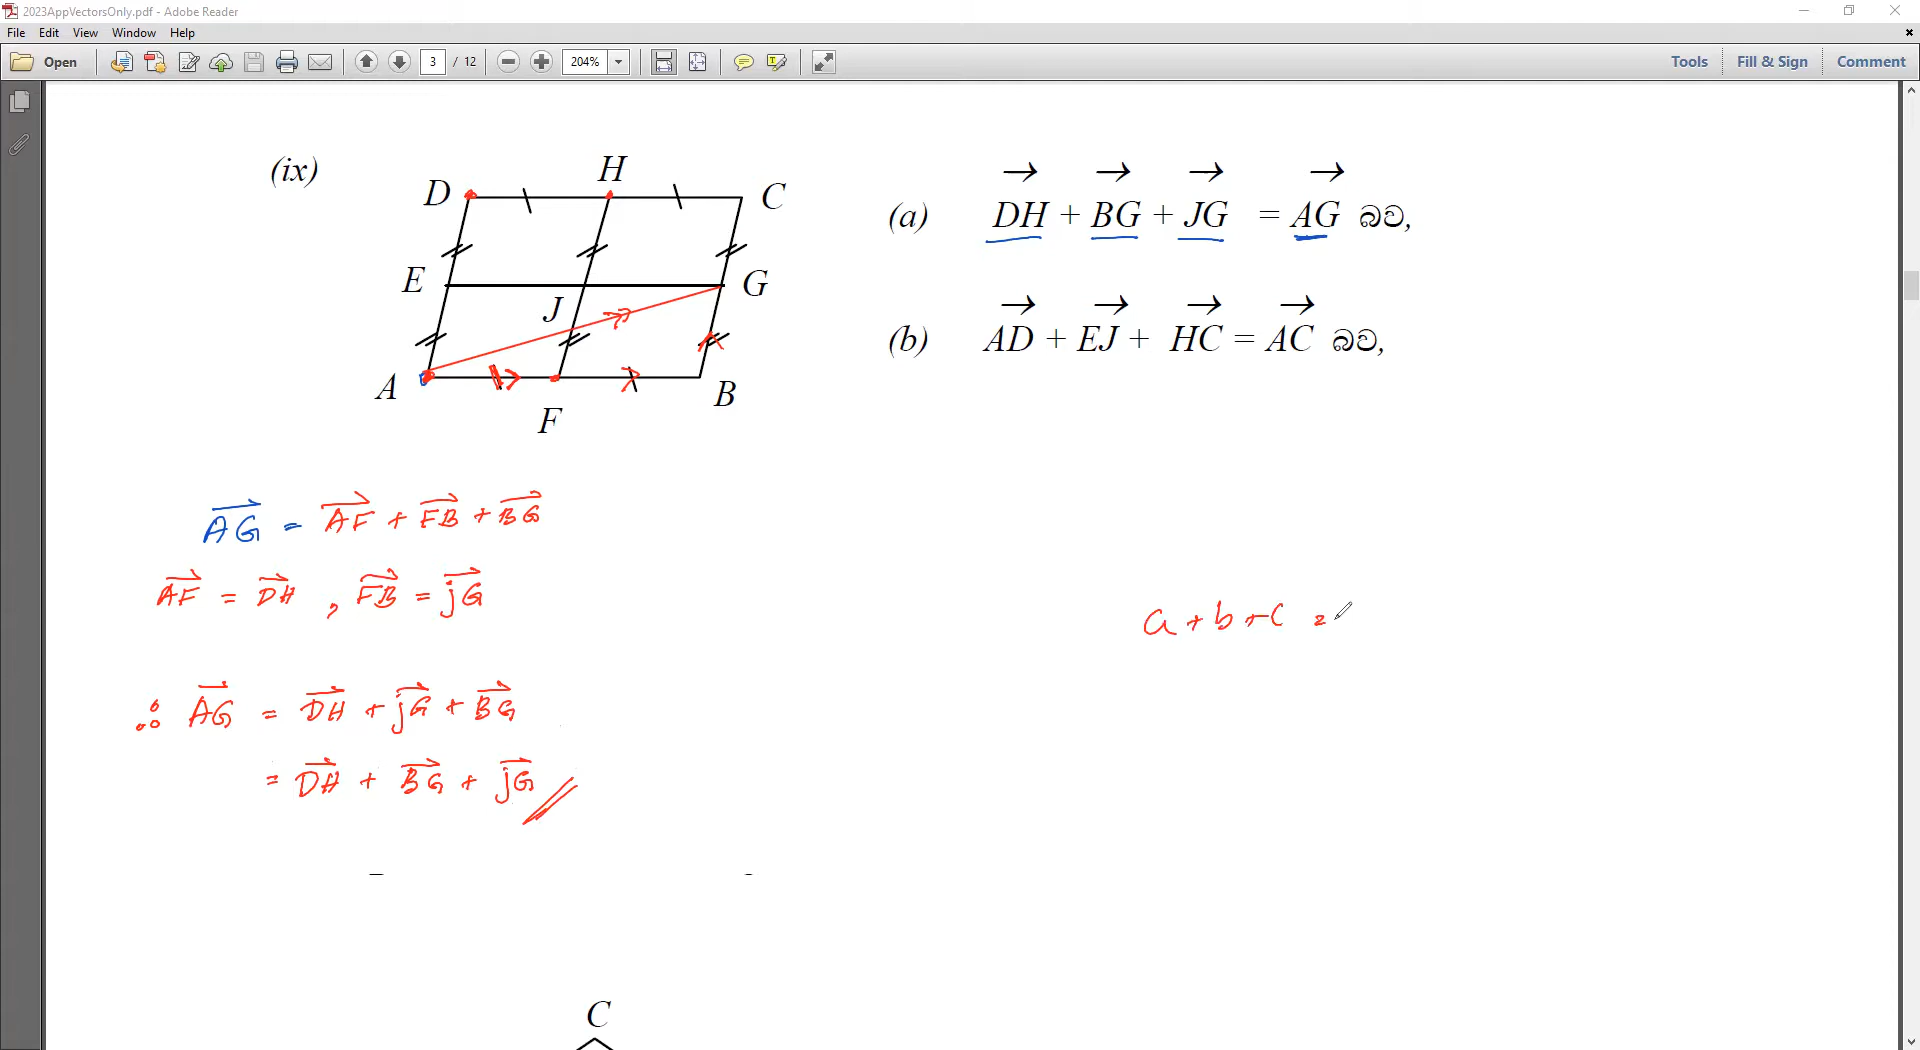 2023AppVectorsOnly.pdf - Adobe Reader
File Edit View Window Help
Open 3 / 12 204% Tools Fill & Sign Comment
(ix)
D H C
E J G
A F B
(a) DH + BG + JG = AG බව,
(b) AD + EJ + HC = AC බව,
AG = AF + FB + BG
AF = DH , FB = jG
a + b + c =
∴ AG = DH + jG + BG
= DH + BG + jG
C